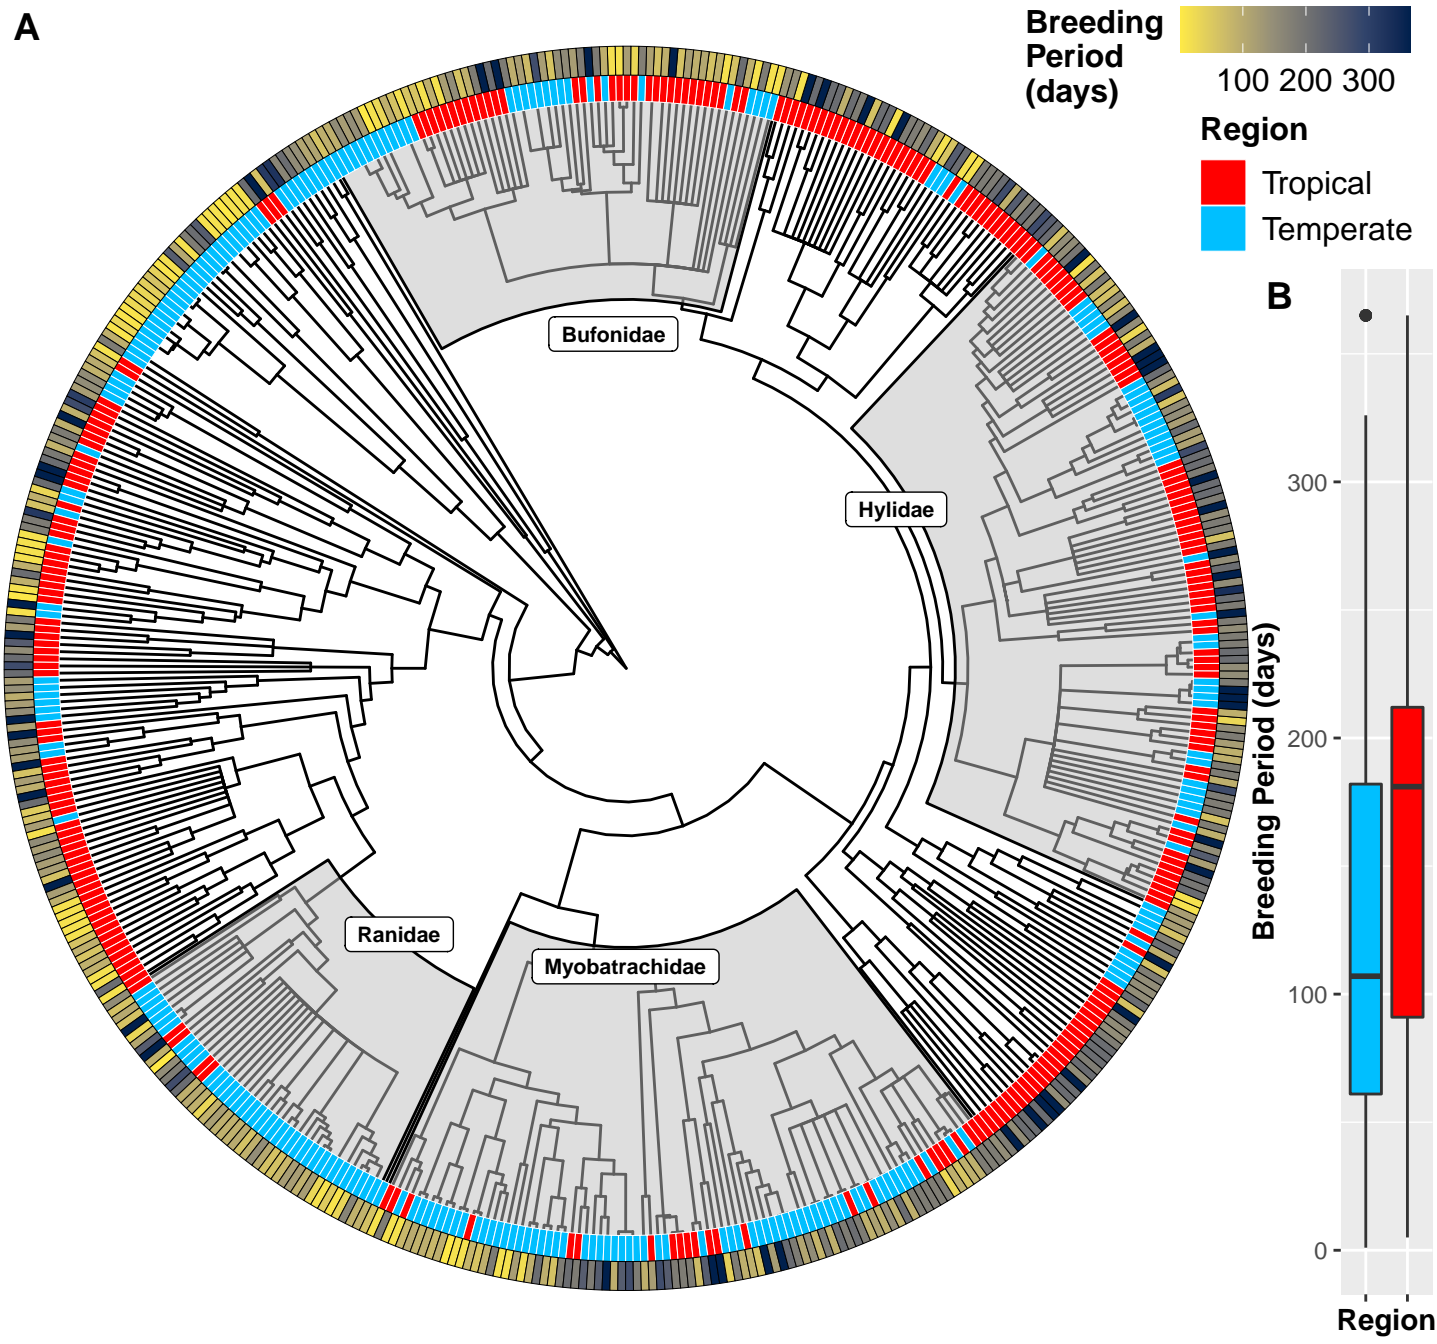 A
Breeding
Period
(days)
100 200 300
Region
Tropical
Temperate
B
Bufonidae
Hylidae
Ranidae
Myobatrachidae
Breeding Period (days)
300
200
100
0
Region